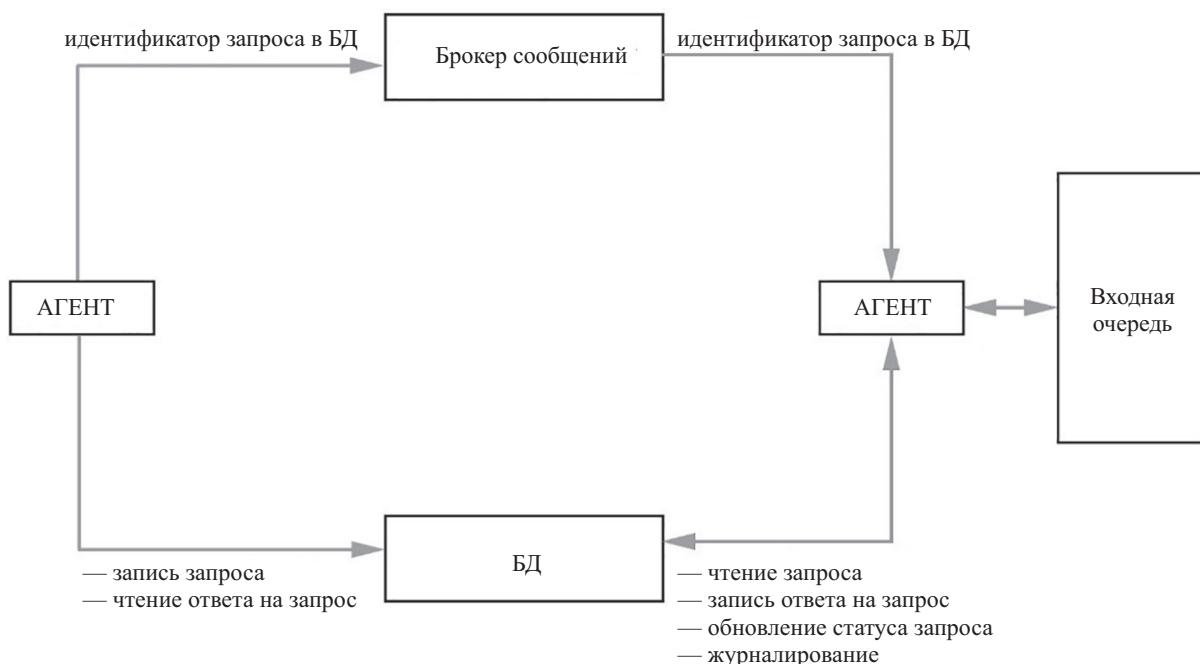 идентификатор запроса в БД
Брокер сообщений
идентификатор запроса в БД
АГЕНТ
АГЕНТ
Входная
очередь
БД
— запись запроса
— чтение ответа на запрос
— чтение запроса
— запись ответа на запрос
— обновление статуса запроса
— журналирование